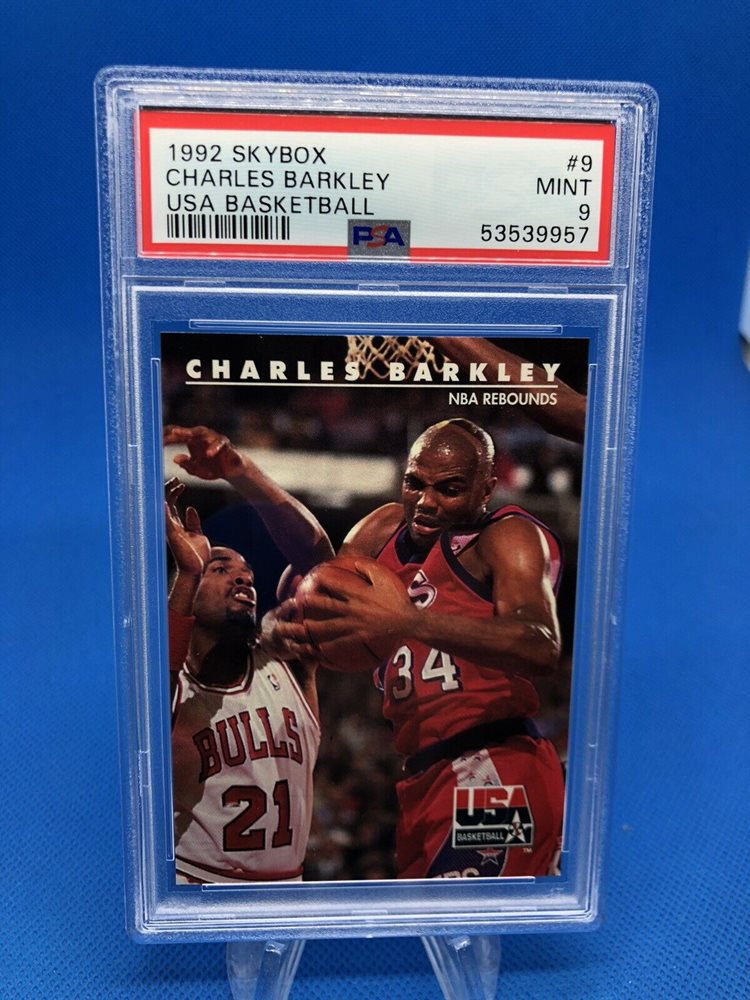 1992 SKYBOX #9
CHARLES BARKLEY MINT
USA BASKETBALL 9
PSA 53539957
CHARLES BARKLEY
NBA REBOUNDS
S
34
BULLS
21
USA
BASKETBALL
TM